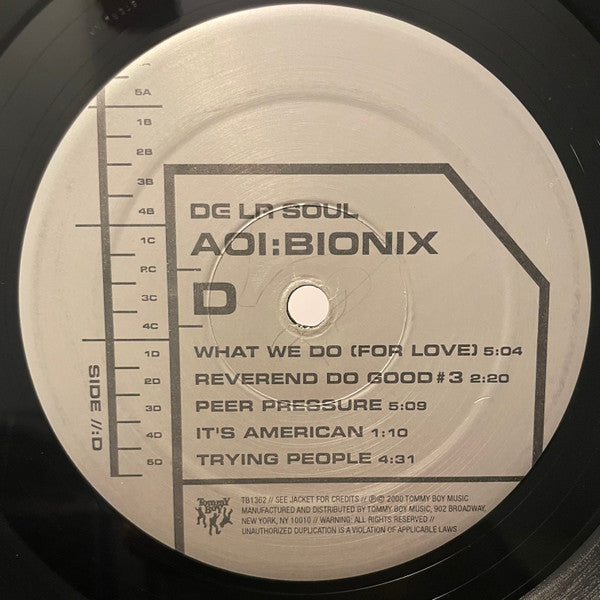 5A
1B
2B
3B
4B
1C
2C
3C
4C
1D
2D
3D
4D
5D
SIDE //:D
DE LA SOUL
AOI:BIONIX
D
WHAT WE DO (FOR LOVE) 5:04
REVEREND DO GOOD #3 2:20
PEER PRESSURE 5:09
IT'S AMERICAN 1:10
TRYING PEOPLE 4:31
Tommy Boy
TB1362 // SEE JACKET FOR CREDITS // ℗© 2000 TOMMY BOY MUSIC
MANUFACTURED AND DISTRIBUTED BY TOMMY BOY MUSIC, 902 BROADWAY,
NEW YORK, NY 10010 // WARNING; ALL RIGHTS RESERVED //
UNAUTHORIZED DUPLICATION IS A VIOLATION OF APPLICABLE LAWS